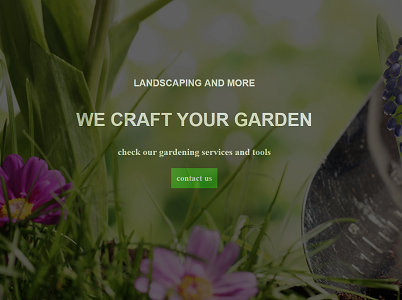 LANDSCAPING AND MORE
WE CRAFT YOUR GARDEN
check our gardening services and tools
contact us